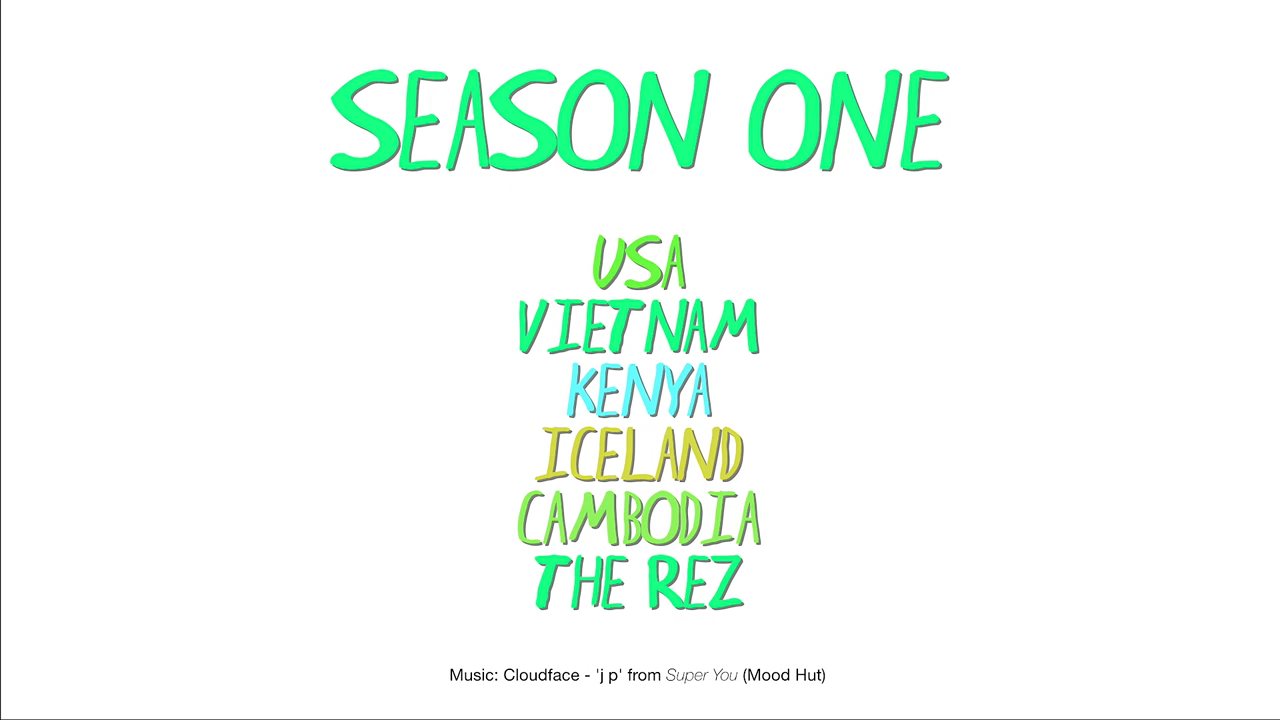 SEASON ONE
USA
VIETNAM
KENYA
ICELAND
CAMBODIA
THE REZ
Music: Cloudface - 'j p' from Super You (Mood Hut)